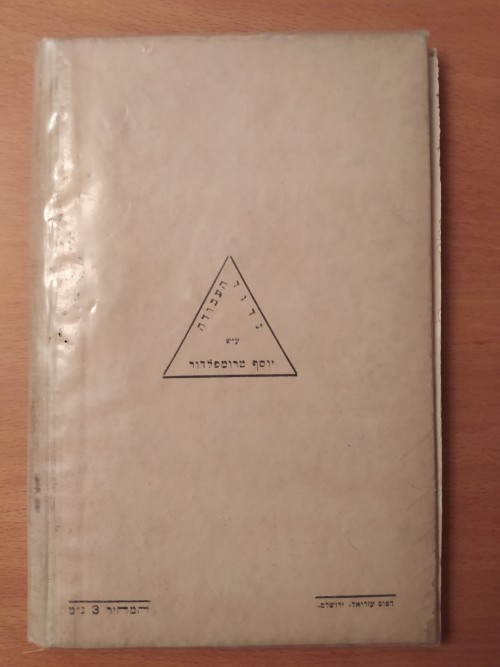 גדוד העבודה
ע״ש
יוסף טרומפלדור
המחיר 3 ג״מ
דפוס עזריאל, ירושלם.